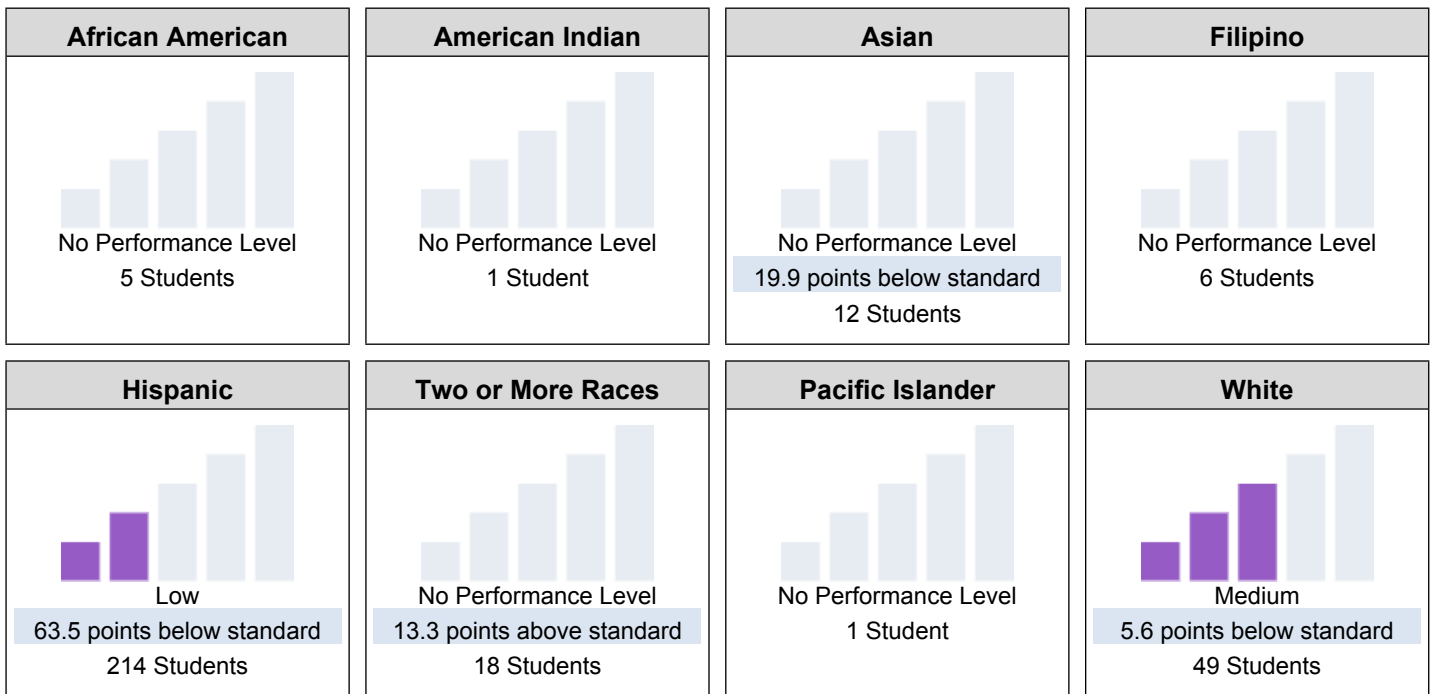 African American
No Performance Level
5 Students
American Indian
No Performance Level
1 Student
Asian
No Performance Level
19.9 points below standard
12 Students
Filipino
No Performance Level
6 Students
Hispanic
Low
63.5 points below standard
214 Students
Two or More Races
No Performance Level
13.3 points above standard
18 Students
Pacific Islander
No Performance Level
1 Student
White
Medium
5.6 points below standard
49 Students